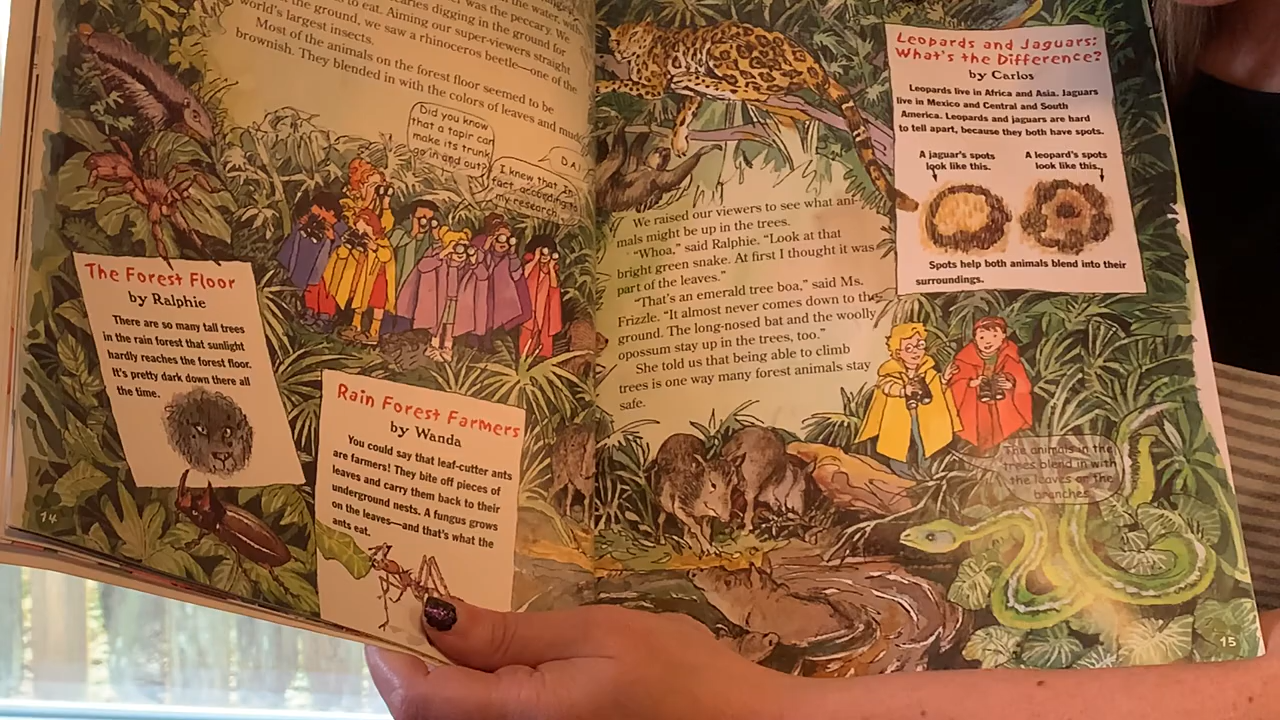 in the water, with
was the peccary. We
caries digging in the ground for
to eat. Aiming our super-viewers straight
the ground, we saw a rhinoceros beetle—one of the
world's largest insects.
Most of the animals on the forest floor seemed to be
brownish. They blended in with the colors of leaves and mud.
Did you know
that a tapir can
make its trunk
go in and out?
D.A.!
I knew that. In
fact, according to
my research,
The Forest Floor
by Ralphie
There are so many tall trees
in the rain forest that sunlight
hardly reaches the forest floor.
It's pretty dark down there all
the time.
Rain Forest Farmers
by Wanda
You could say that leaf-cutter ants
are farmers! They bite off pieces of
leaves and carry them back to their
underground nests. A fungus grows
on the leaves—and that's what the
ants eat.
14
We raised our viewers to see what ani-
mals might be up in the trees.
"Whoa," said Ralphie. "Look at that
bright green snake. At first I thought it was
part of the leaves."
"That's an emerald tree boa," said Ms.
Frizzle. "It almost never comes down to the
ground. The long-nosed bat and the woolly
opossum stay up in the trees, too."
She told us that being able to climb
trees is one way many forest animals stay
safe.
Leopards and Jaguars:
What's the Difference?
by Carlos
Leopards live in Africa and Asia. Jaguars
live in Mexico and Central and South
America. Leopards and jaguars are hard
to tell apart, because they both have spots.
A jaguar's spots
look like this.
A leopard's spots
look like this.
Spots help both animals blend into their
surroundings.
The animals in the
trees blend in with
the leaves or the
branches.
15